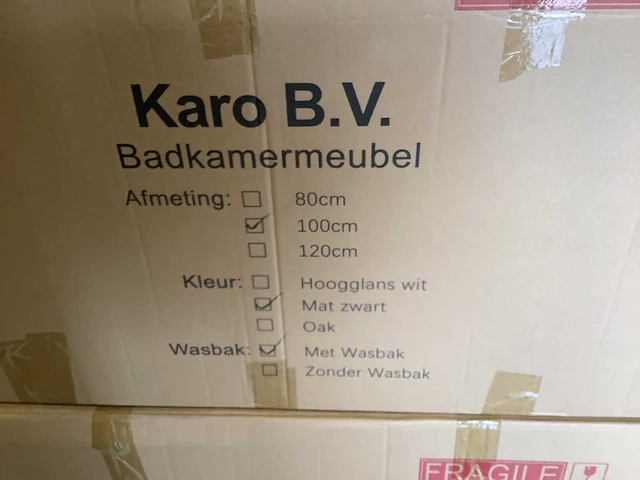 Karo B.V.
Badkamermeubel
Afmeting: ☐ 80cm
☑ 100cm
☐ 120cm
Kleur: ☐ Hoogglans wit
☑ Mat zwart
☐ Oak
Wasbak: ☑ Met Wasbak
☐ Zonder Wasbak
FRAGILE